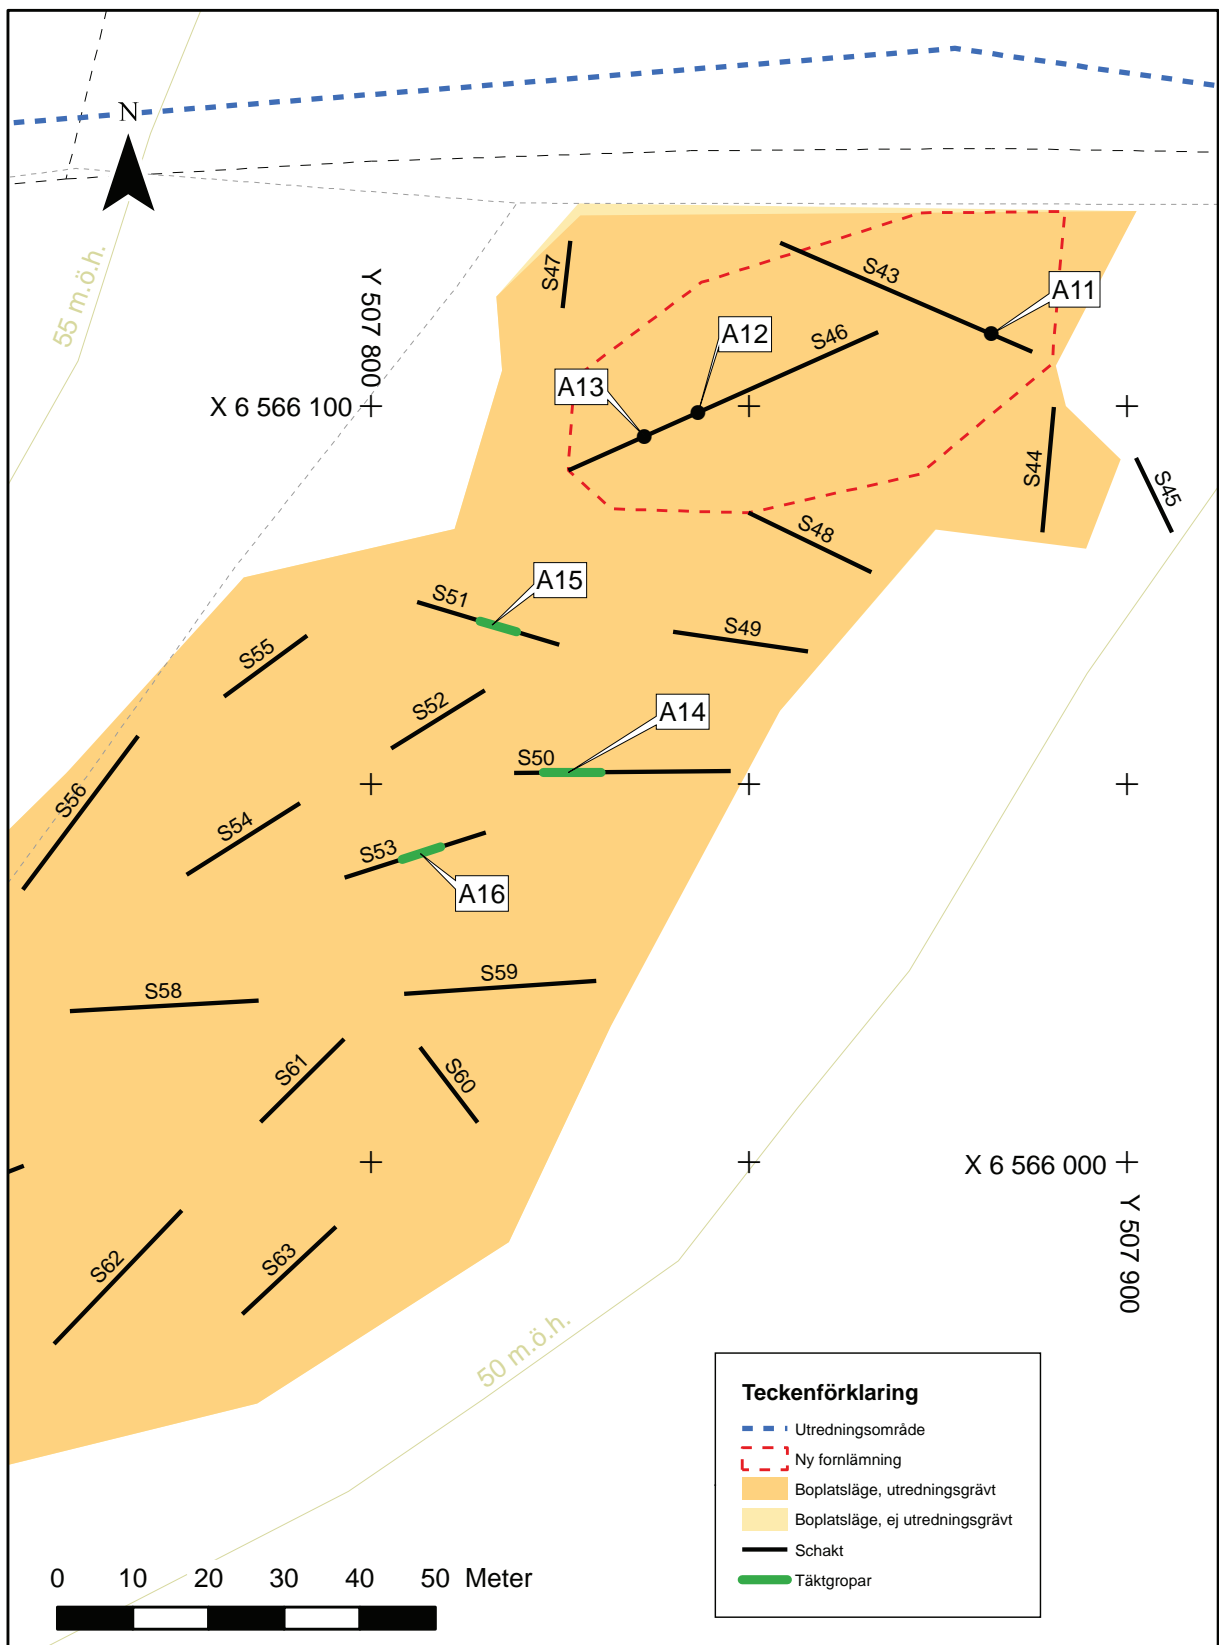 N
55 m.ö.h.
Y 507 800
X 6 566 100
S47
S43
A11
A12
S46
A13
S44
S45
S48
A15
S51
S49
S55
S52
A14
S50
S56
S54
S53
A16
S58
S59
S61
S60
X 6 566 000
Y 507 900
S62
S63
50 m.ö.h.
Teckenförklaring
Utredningsområde
Ny fornlämning
Boplatsläge, utredningsgrävt
Boplatsläge, ej utredningsgrävt
Schakt
Täktgropar
0 10 20 30 40 50 Meter